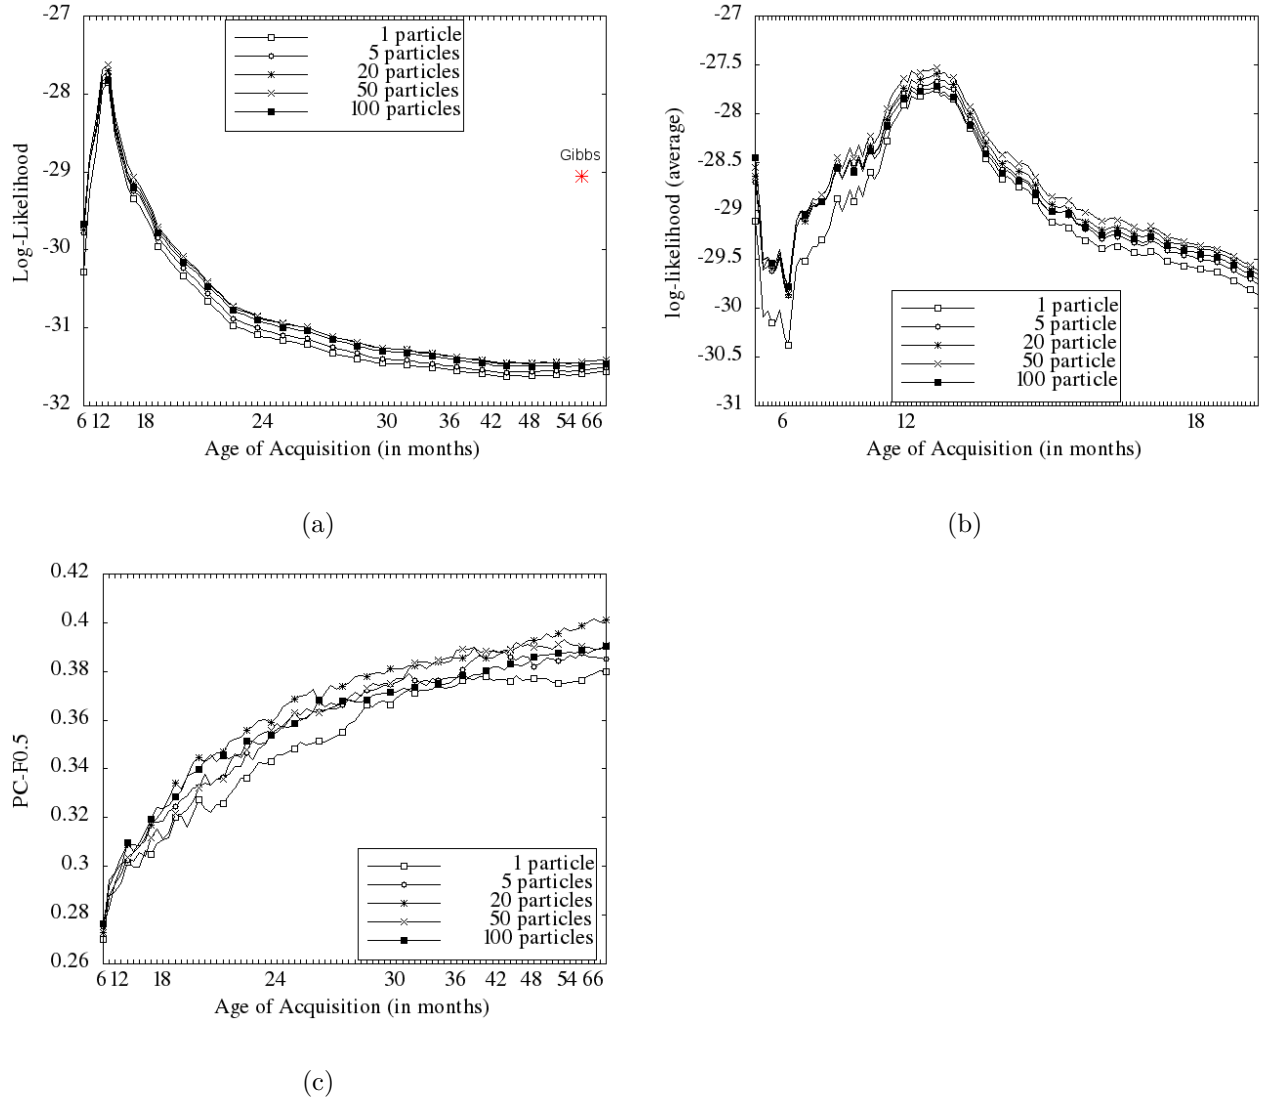 -27
-28
-29
-30
-31
-32
Log-Likelihood
1 particle
5 particles
20 particles
50 particles
100 particles
Gibbs
6 12 18 24 30 36 42 48 54 66
Age of Acquisition (in months)
(a)
-27
-27.5
-28
-28.5
-29
-29.5
-30
-30.5
-31
log-likelihood (average)
1 particle
5 particle
20 particle
50 particle
100 particle
6 12 18
Age of Acquisition (in months)
(b)
0.42
0.4
0.38
0.36
0.34
0.32
0.3
0.28
0.26
PC-F0.5
1 particle
5 particles
20 particles
50 particles
100 particles
6 12 18 24 30 36 42 48 54 66
Age of Acquisition (in months)
(c)